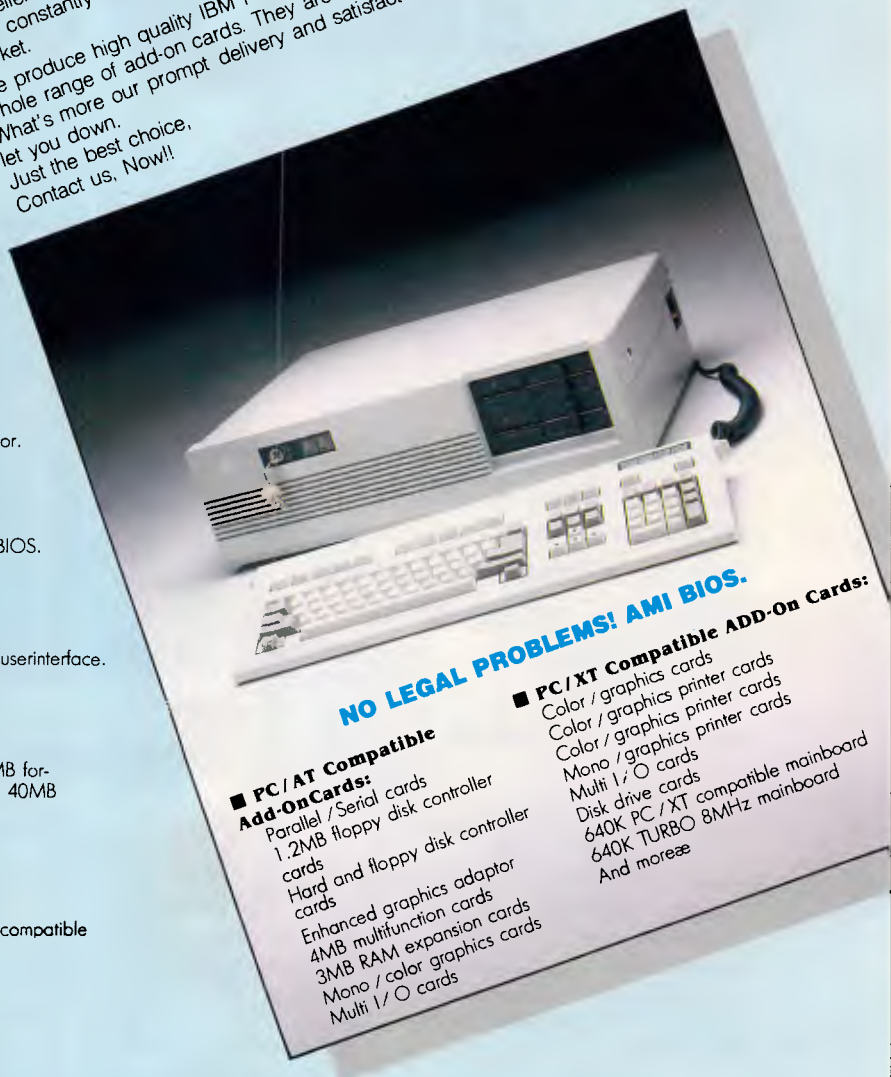 constantly
ket.
e produce high quality IBM
hole range of add-on cards. They are
What's more our prompt delivery and satisfact
let you down.
Just the best choice,
Contact us, Now!!
or.
BIOS.
userinterface.
MB for-
40MB
compatible
NO LEGAL PROBLEMS! AMI BIOS.
■ PC/AT Compatible
Add-OnCards:
Parallel/Serial cards
1.2MB floppy disk controller
cards
Hard and floppy disk controller
cards
Enhanced graphics adaptor
4MB multifunction cards
3MB RAM expansion cards
Mono/color graphics cards
Multi I/O cards
■ PC/XT Compatible ADD-On Cards:
Color/graphics cards
Color/graphics printer cards
Color/graphics printer cards
Mono/graphics printer cards
Multi I/O cards
Disk drive cards
640K PC/XT compatible mainboard
640K TURBO 8MHz mainboard
And moreæ